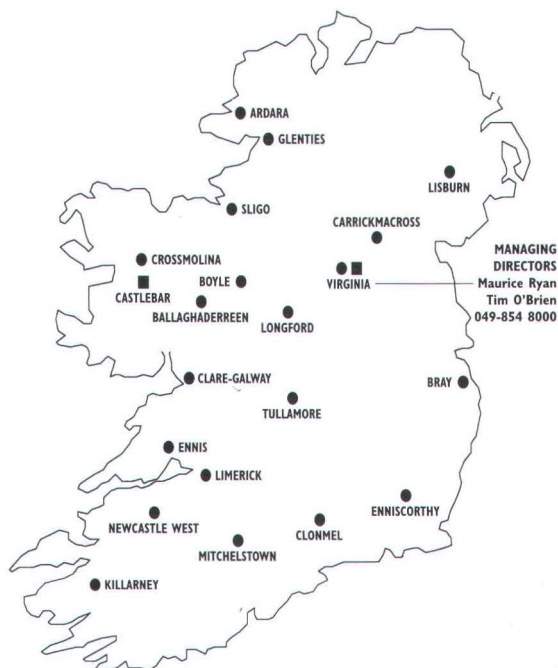 ARDARA
GLENTIES
LISBURN
SLIGO
CARRICKMACROSS
CROSSMOLINA
CASTLEBAR
BOYLE
BALLAGHADERREEN
VIRGINIA
MANAGING
DIRECTORS
Maurice Ryan
Tim O'Brien
049-854 8000
LONGFORD
CLARE-GALWAY
BRAY
TULLAMORE
ENNIS
LIMERICK
ENNISCORTHY
NEWCASTLE WEST
CLONMEL
MITCHELSTOWN
KILLARNEY